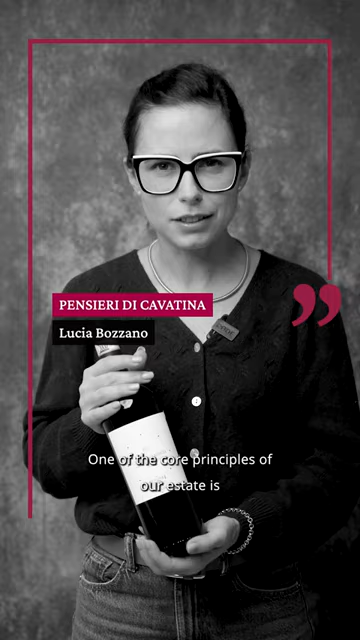 PENSIERI DI CAVATINA
Lucia Bozzano
One of the core principles of
our estate is